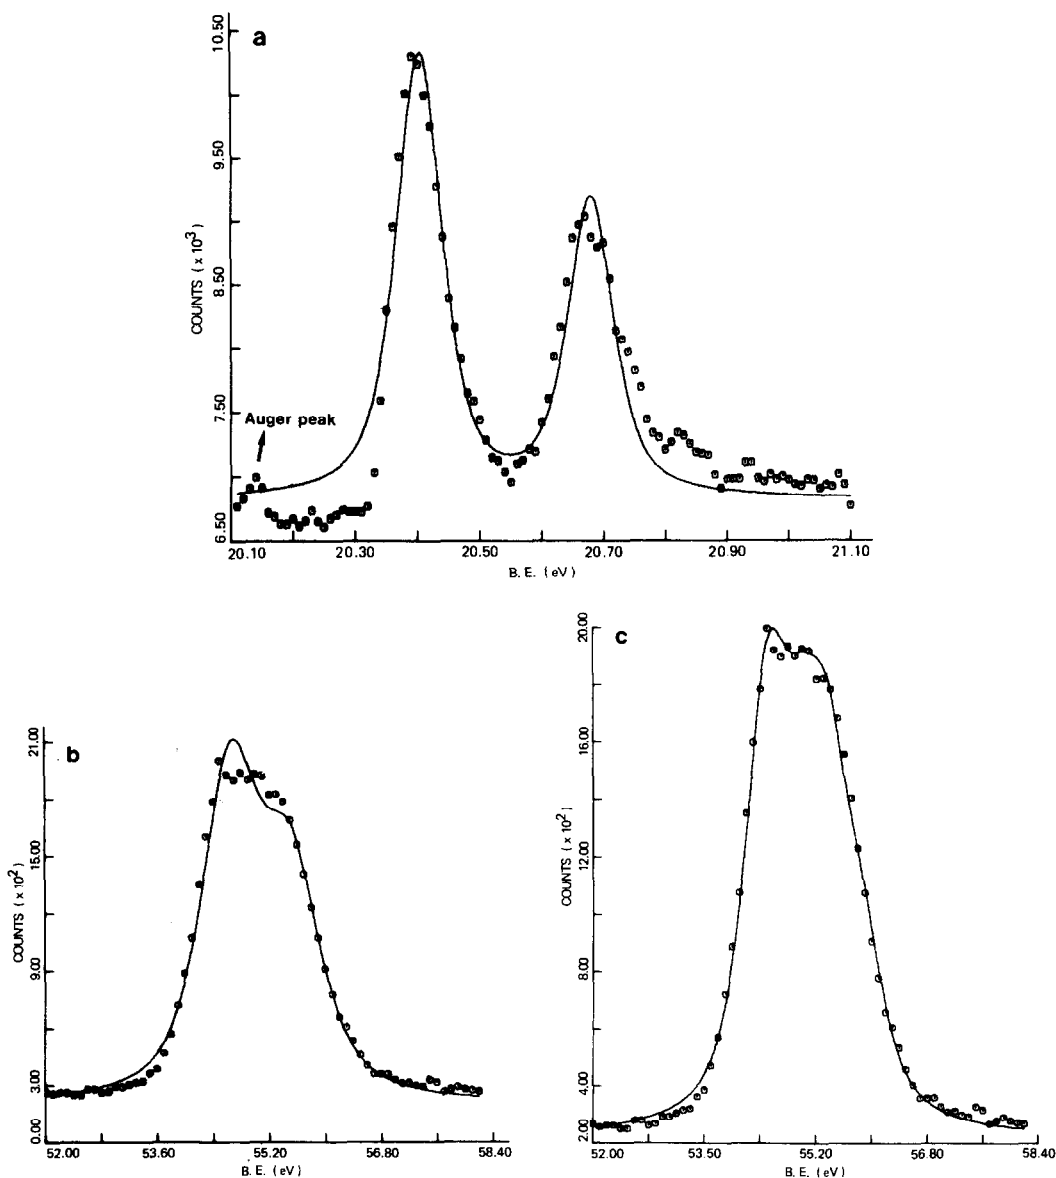 a
10.50
9.50
8.50
7.50
6.50
COUNTS (x 10³)
Auger peak
20.10 20.30 20.50 20.70 20.90 21.10
B.E. (eV)
b
21.00
15.00
9.00
3.00
0.00
COUNTS (x 10²)
52.00 53.60 55.20 56.80 58.40
B.E. (eV)
c
20.00
16.00
12.00
8.00
4.00
2.00
COUNTS (x 10²)
52.00 53.50 55.20 56.80 58.40
B.E. (eV)